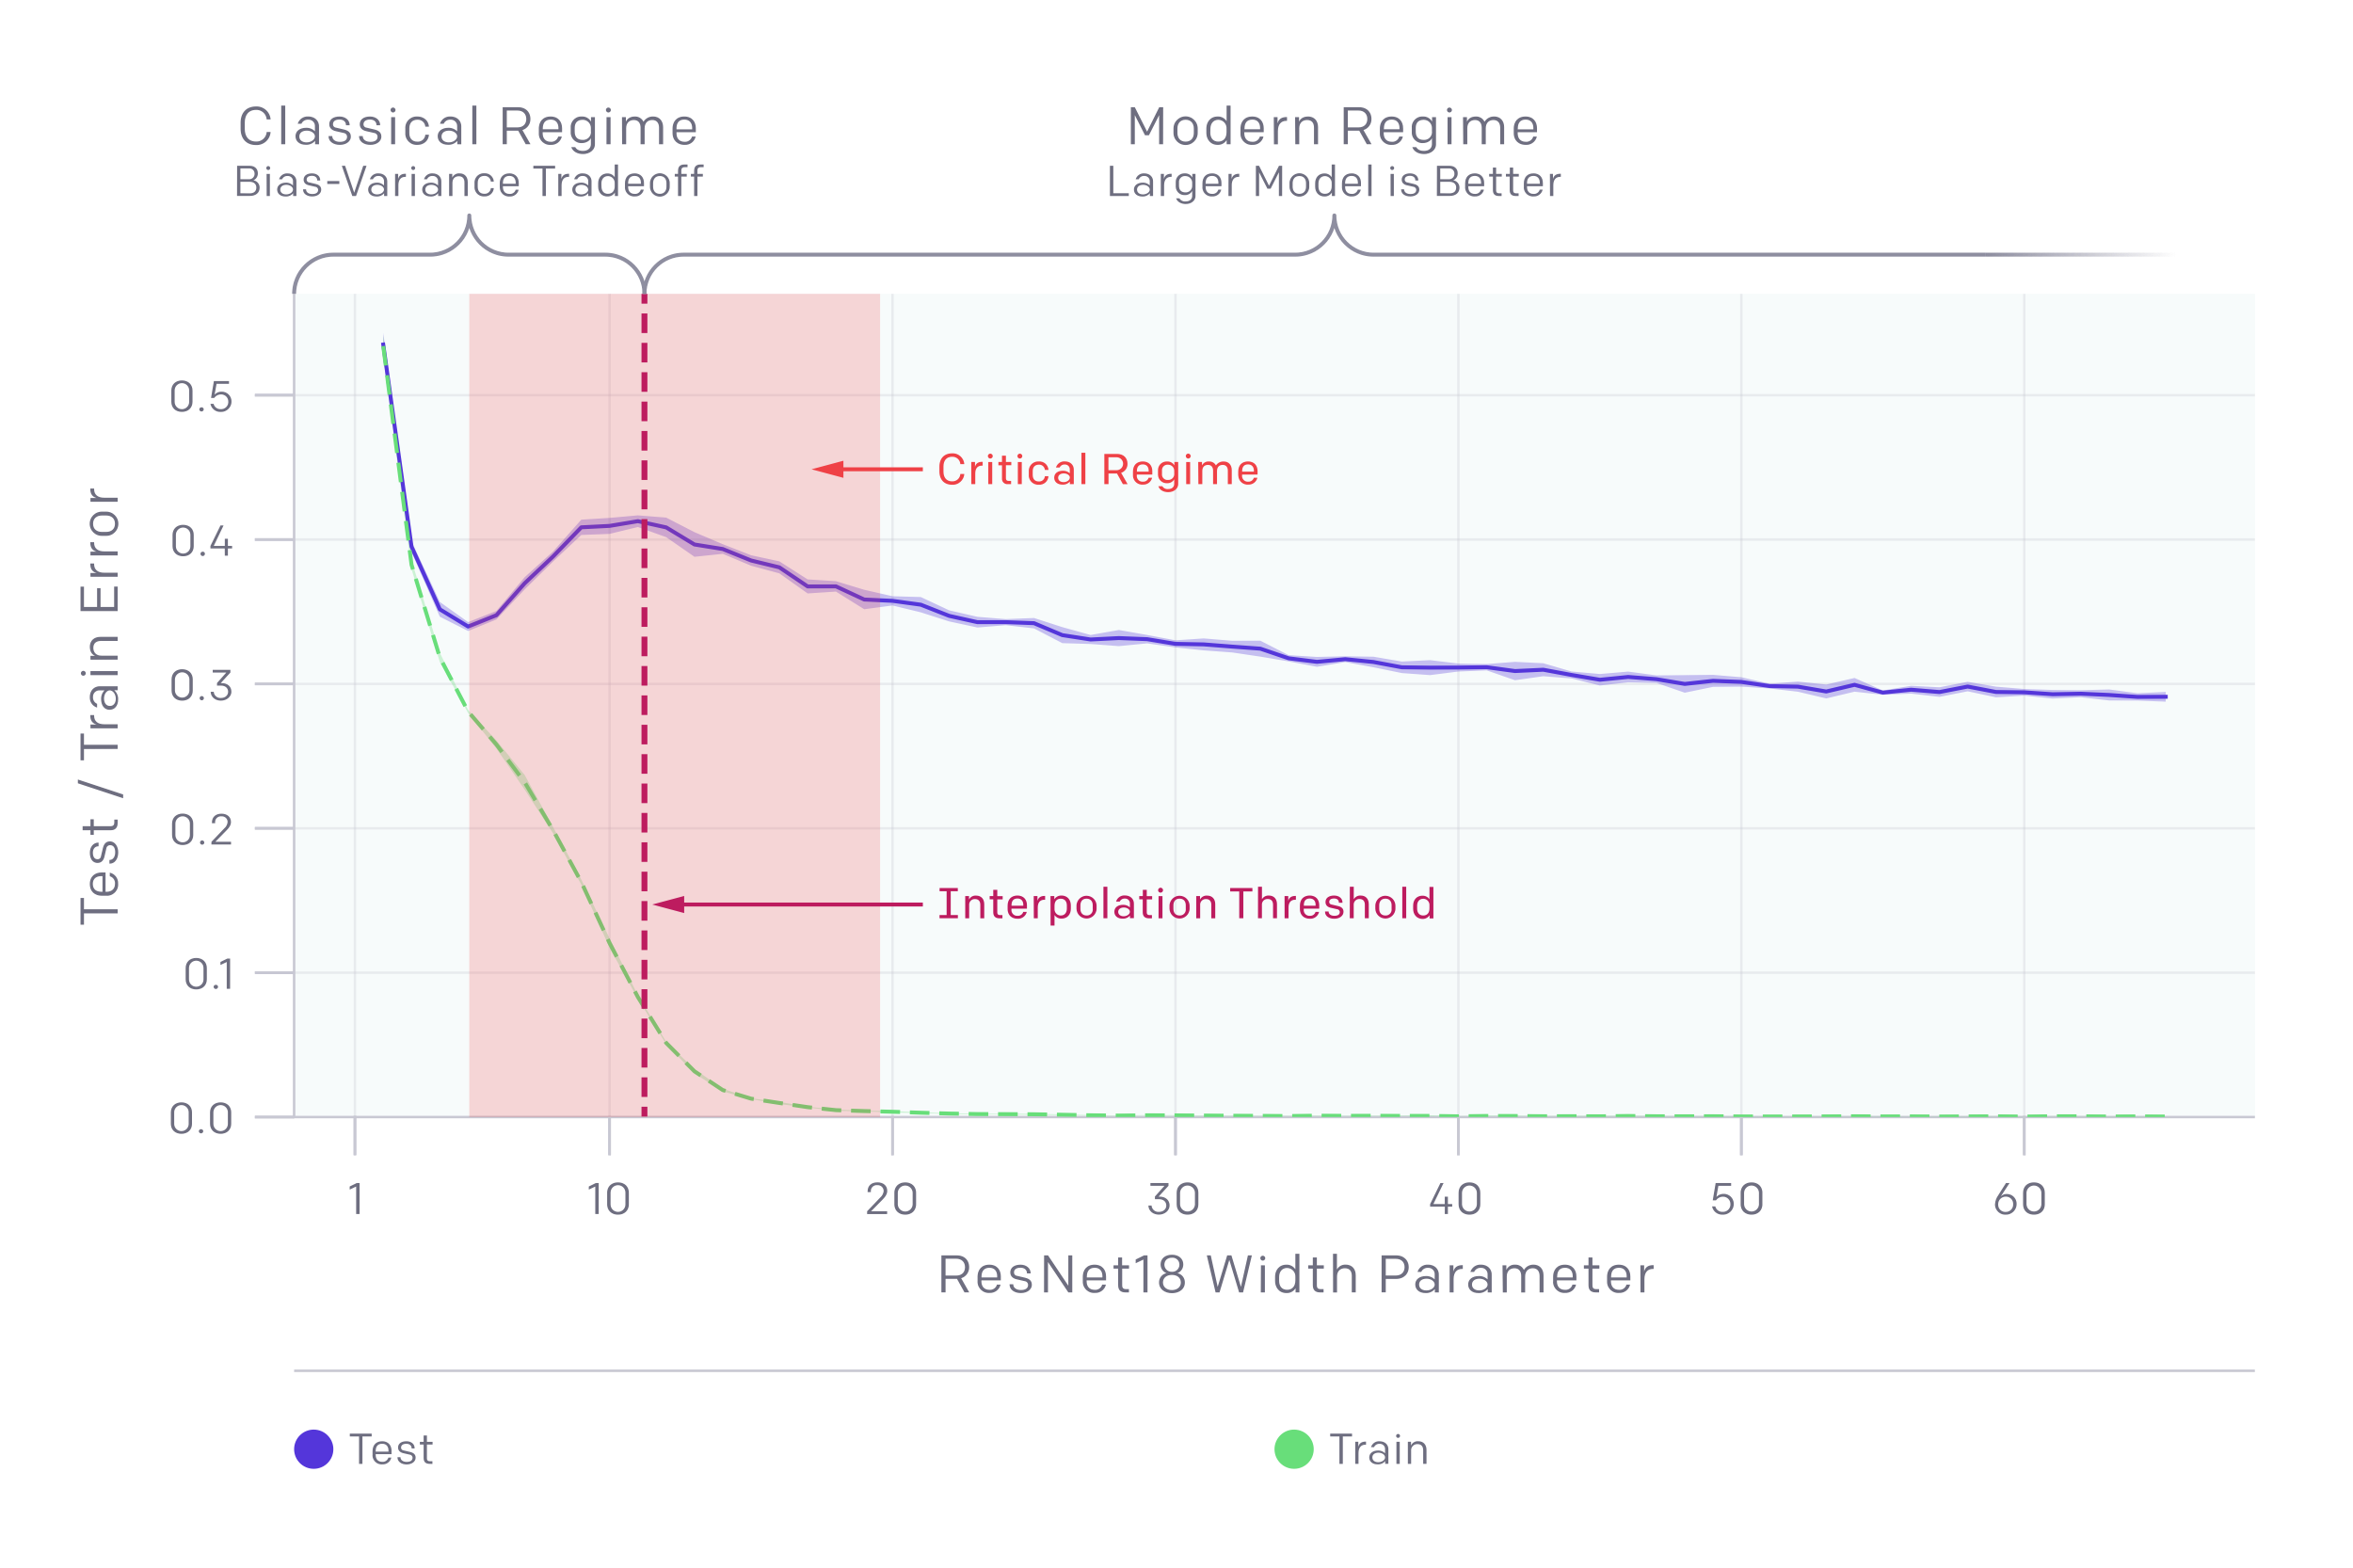 Classical Regime
Bias-Variance Tradeoff
Modern Regime
Larger Model is Better
Test / Train Error
0.5
0.4
0.3
0.2
0.1
0.0
Critical Regime
Interpolation Threshold
1 10 20 30 40 50 60
ResNet18 Width Parameter
Test
Train